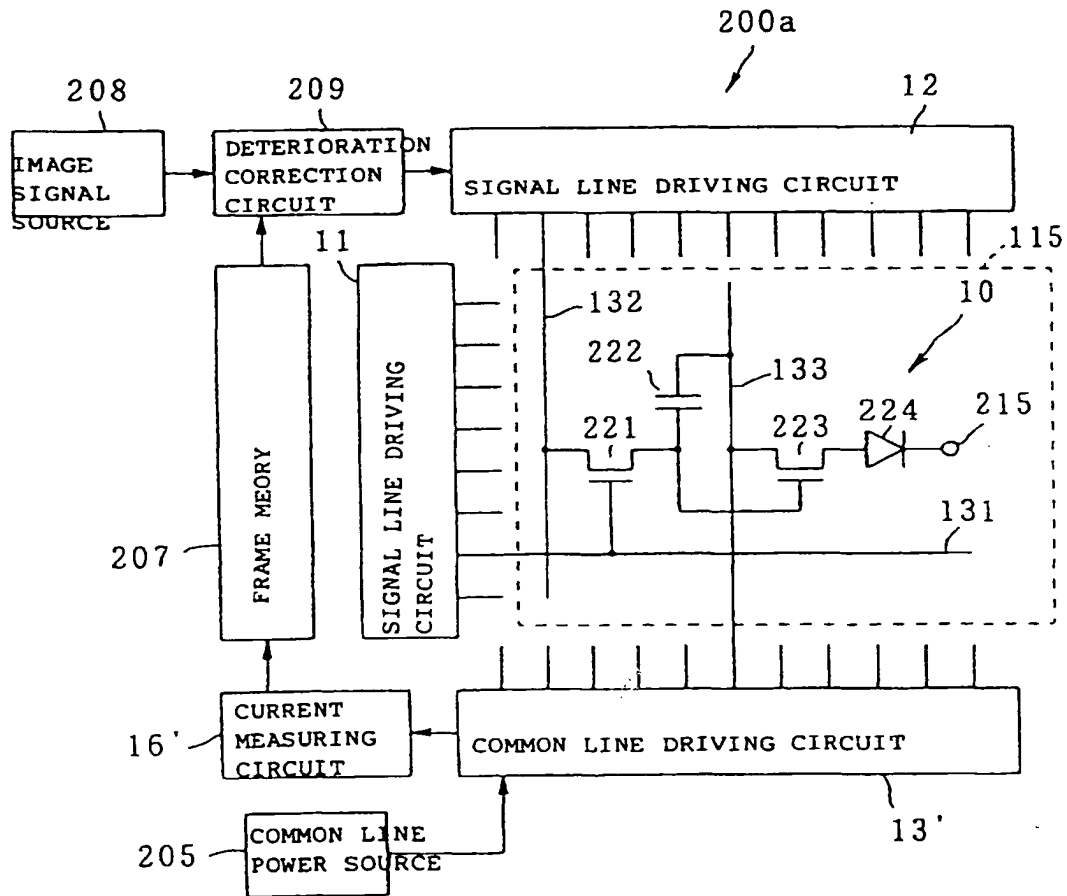 200a
208
209
12
IMAGE
SIGNAL
SOURCE
DETERIORATION
CORRECTION
CIRCUIT
SIGNAL LINE DRIVING CIRCUIT
11
115
132
10
222
133
221
223
224
215
131
FRAME MEORY
207
SIGNAL LINE DRIVING
CIRCUIT
16'
CURRENT
MEASURING
CIRCUIT
COMMON LINE DRIVING CIRCUIT
13'
205
COMMON LINE
POWER SOURCE